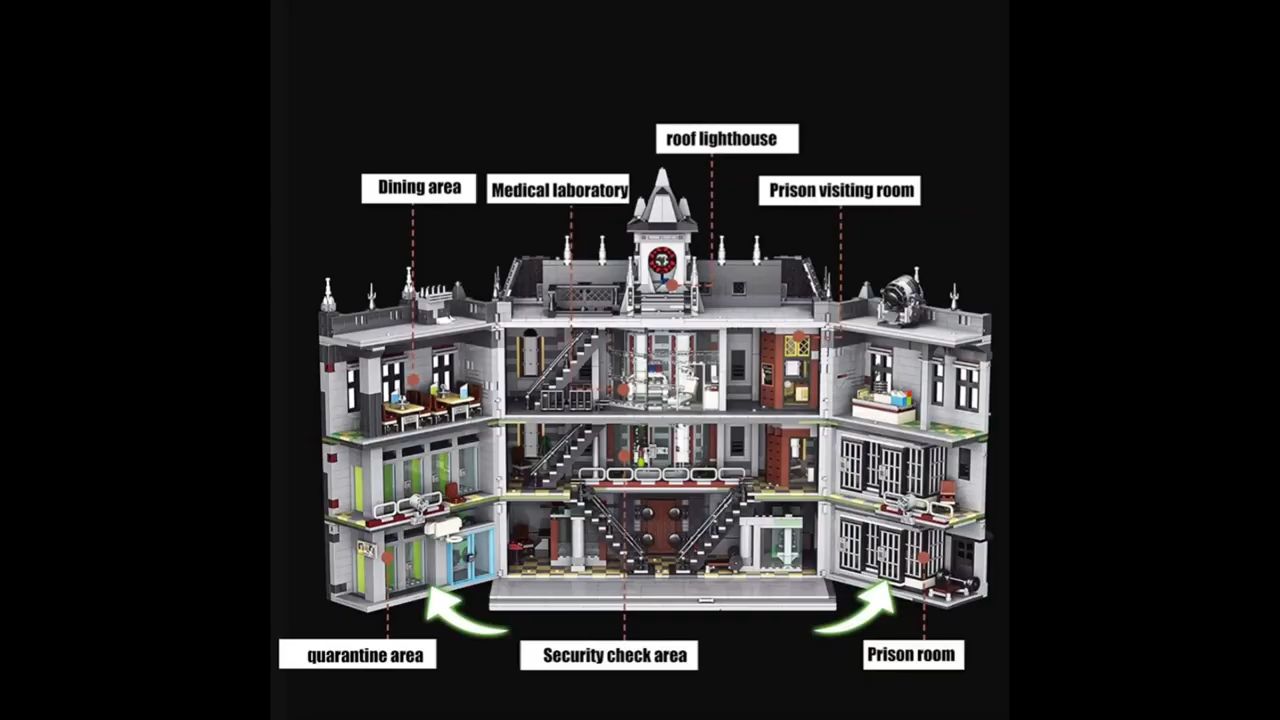 roof lighthouse
Dining area
Medical laboratory
Prison visiting room
quarantine area
Security check area
Prison room